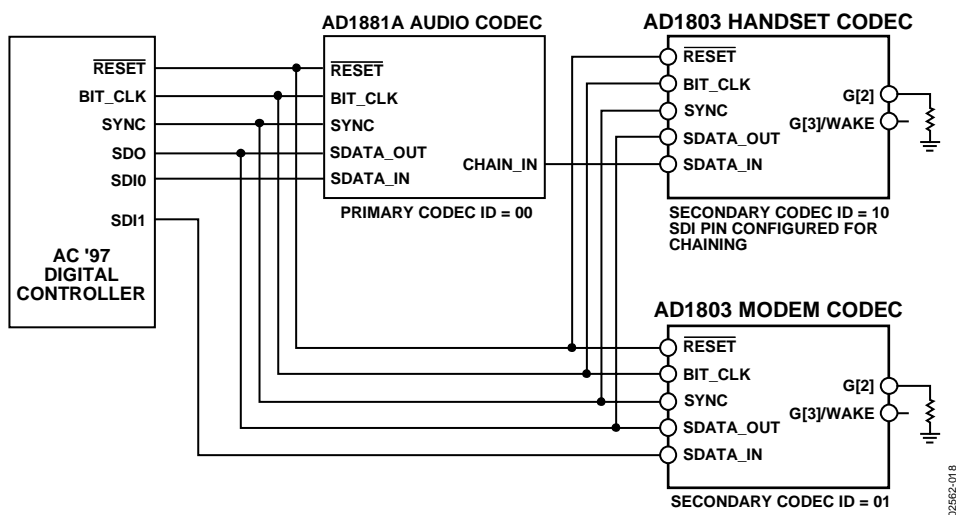 AD1881A AUDIO CODEC
AD1803 HANDSET CODEC
RESET
BIT_CLK
SYNC
SDO
SDI0
SDI1
AC '97
DIGITAL
CONTROLLER
RESET
BIT_CLK
SYNC
SDATA_OUT
SDATA_IN
CHAIN_IN
PRIMARY CODEC ID = 00
RESET
BIT_CLK
SYNC
SDATA_OUT
SDATA_IN
G[2]
G[3]/WAKE
SECONDARY CODEC ID = 10
SDI PIN CONFIGURED FOR
CHAINING
AD1803 MODEM CODEC
RESET
BIT_CLK
SYNC
SDATA_OUT
SDATA_IN
G[2]
G[3]/WAKE
SECONDARY CODEC ID = 01
02562-018